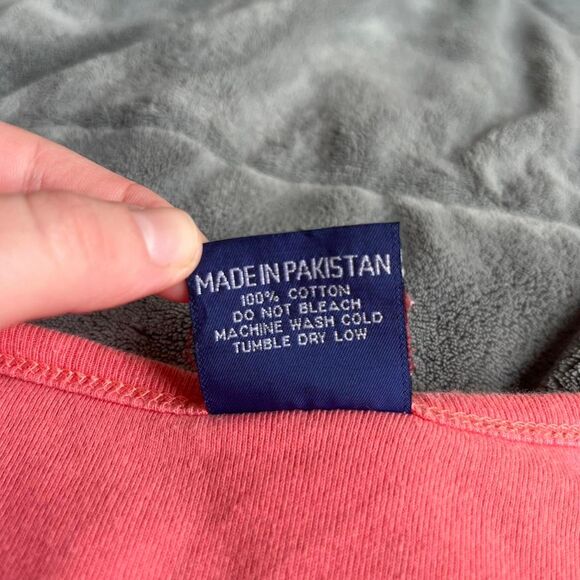 MADE IN PAKISTAN
100% COTTON
DO NOT BLEACH
MACHINE WASH COLD
TUMBLE DRY LOW